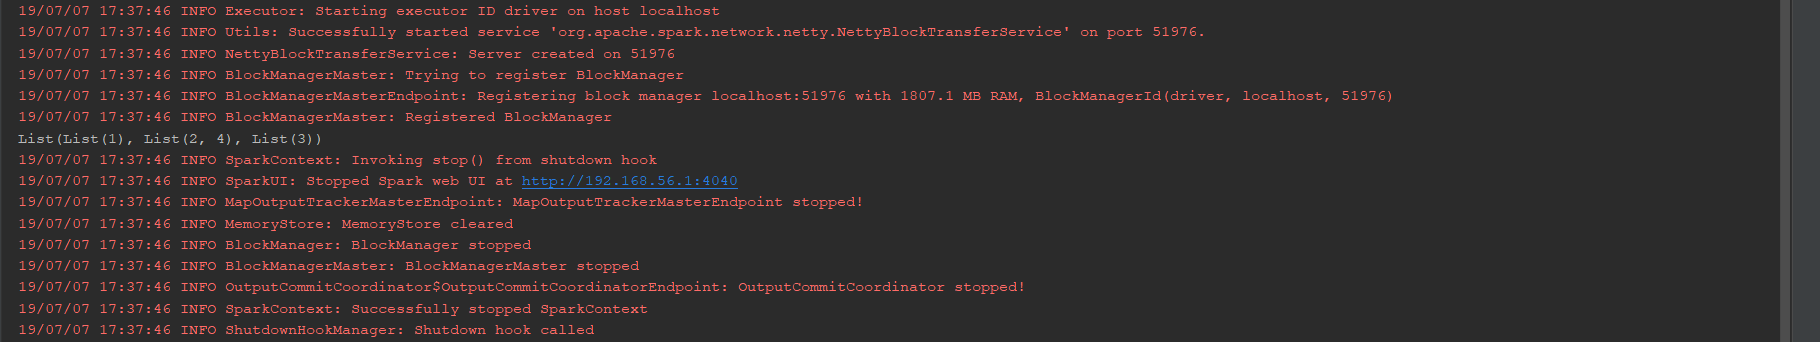 19/07/07 17:37:46 INFO Executor: Starting executor ID driver on host localhost
19/07/07 17:37:46 INFO Utils: Successfully started service 'org.apache.spark.network.netty.NettyBlockTransferService' on port 51976.
19/07/07 17:37:46 INFO NettyBlockTransferService: Server created on 51976
19/07/07 17:37:46 INFO BlockManagerMaster: Trying to register BlockManager
19/07/07 17:37:46 INFO BlockManagerMasterEndpoint: Registering block manager localhost:51976 with 1807.1 MB RAM, BlockManagerId(driver, localhost, 51976)
19/07/07 17:37:46 INFO BlockManagerMaster: Registered BlockManager
List(List(1), List(2, 4), List(3))
19/07/07 17:37:46 INFO SparkContext: Invoking stop() from shutdown hook
19/07/07 17:37:46 INFO SparkUI: Stopped Spark web UI at http://192.168.56.1:4040
19/07/07 17:37:46 INFO MapOutputTrackerMasterEndpoint: MapOutputTrackerMasterEndpoint stopped!
19/07/07 17:37:46 INFO MemoryStore: MemoryStore cleared
19/07/07 17:37:46 INFO BlockManager: BlockManager stopped
19/07/07 17:37:46 INFO BlockManagerMaster: BlockManagerMaster stopped
19/07/07 17:37:46 INFO OutputCommitCoordinator$OutputCommitCoordinatorEndpoint: OutputCommitCoordinator stopped!
19/07/07 17:37:46 INFO SparkContext: Successfully stopped SparkContext
19/07/07 17:37:46 INFO ShutdownHookManager: Shutdown hook called